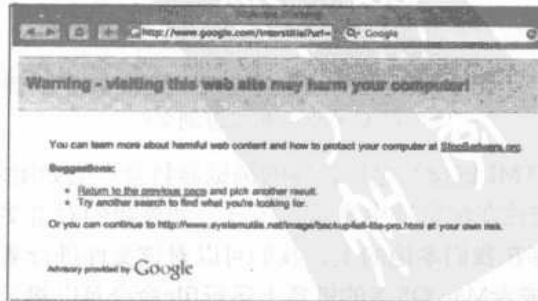 http://www.google.com/interstitial?url= Google
Warning - visiting this web site may harm your computer!
You can learn more about harmful web content and how to protect your computer at StopBadware.org.
Suggestions:
• Return to the previous page and pick another result.
• Try another search to find what you're looking for.
Or you can continue to http://www.systemutile.net/image/backup4all-lite-pro.html at your own risk.
Advisory provided by Google